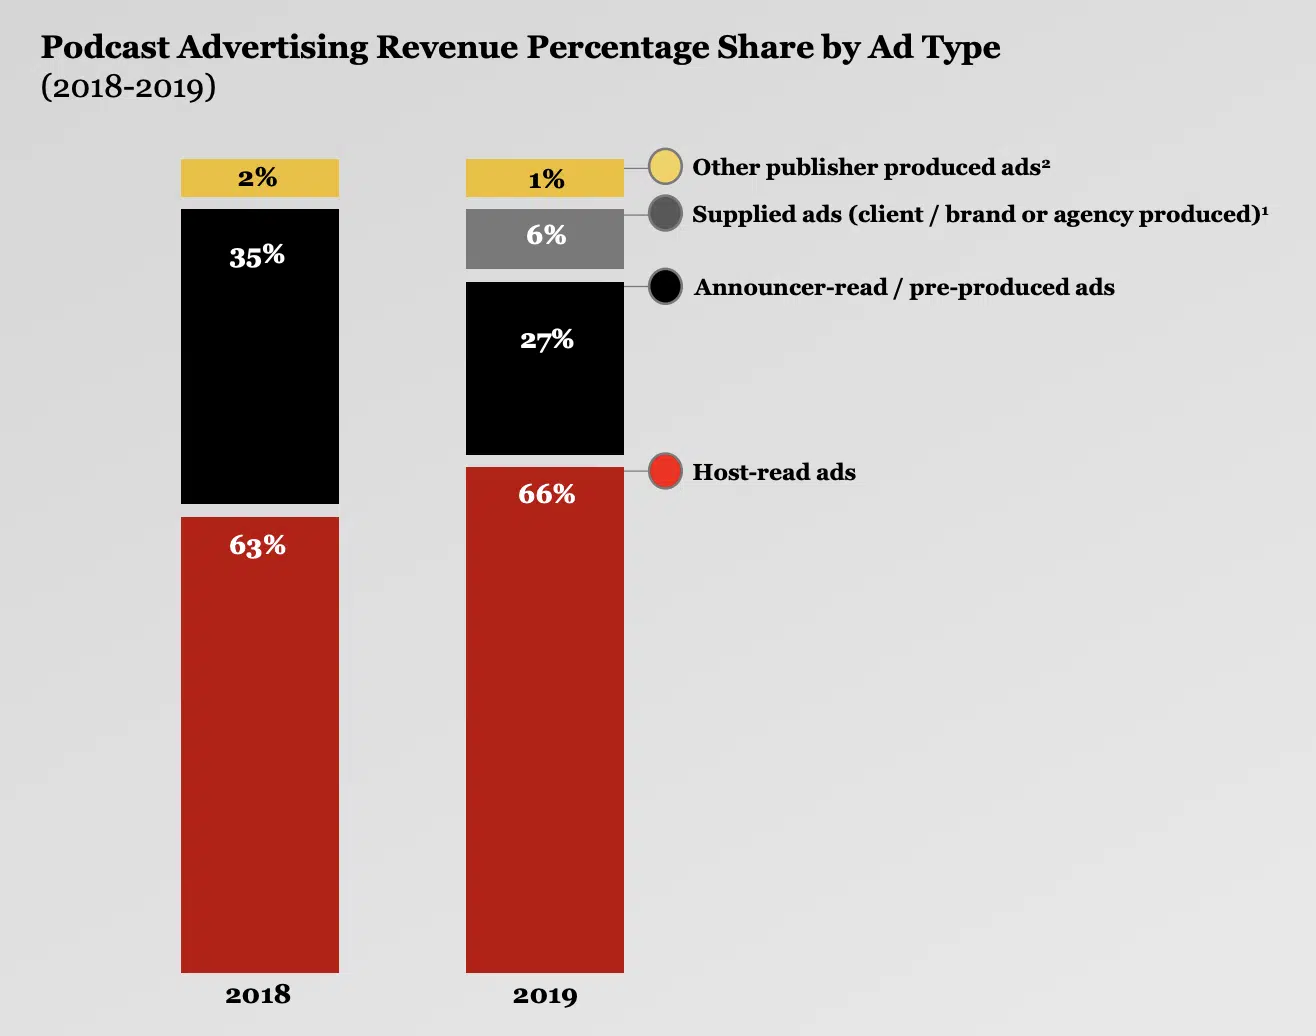 Podcast Advertising Revenue Percentage Share by Ad Type
(2018-2019)
2%
1%
Other publisher produced ads²
Supplied ads (client / brand or agency produced)¹
35%
6%
Announcer-read / pre-produced ads
27%
Host-read ads
63%
66%
2018
2019